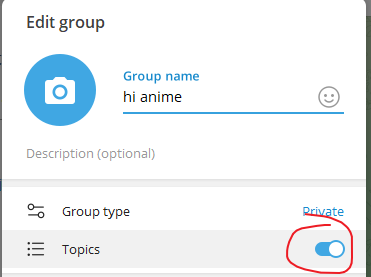 Edit group
Group name
hi anime
Description (optional)
Group type
Private
Topics